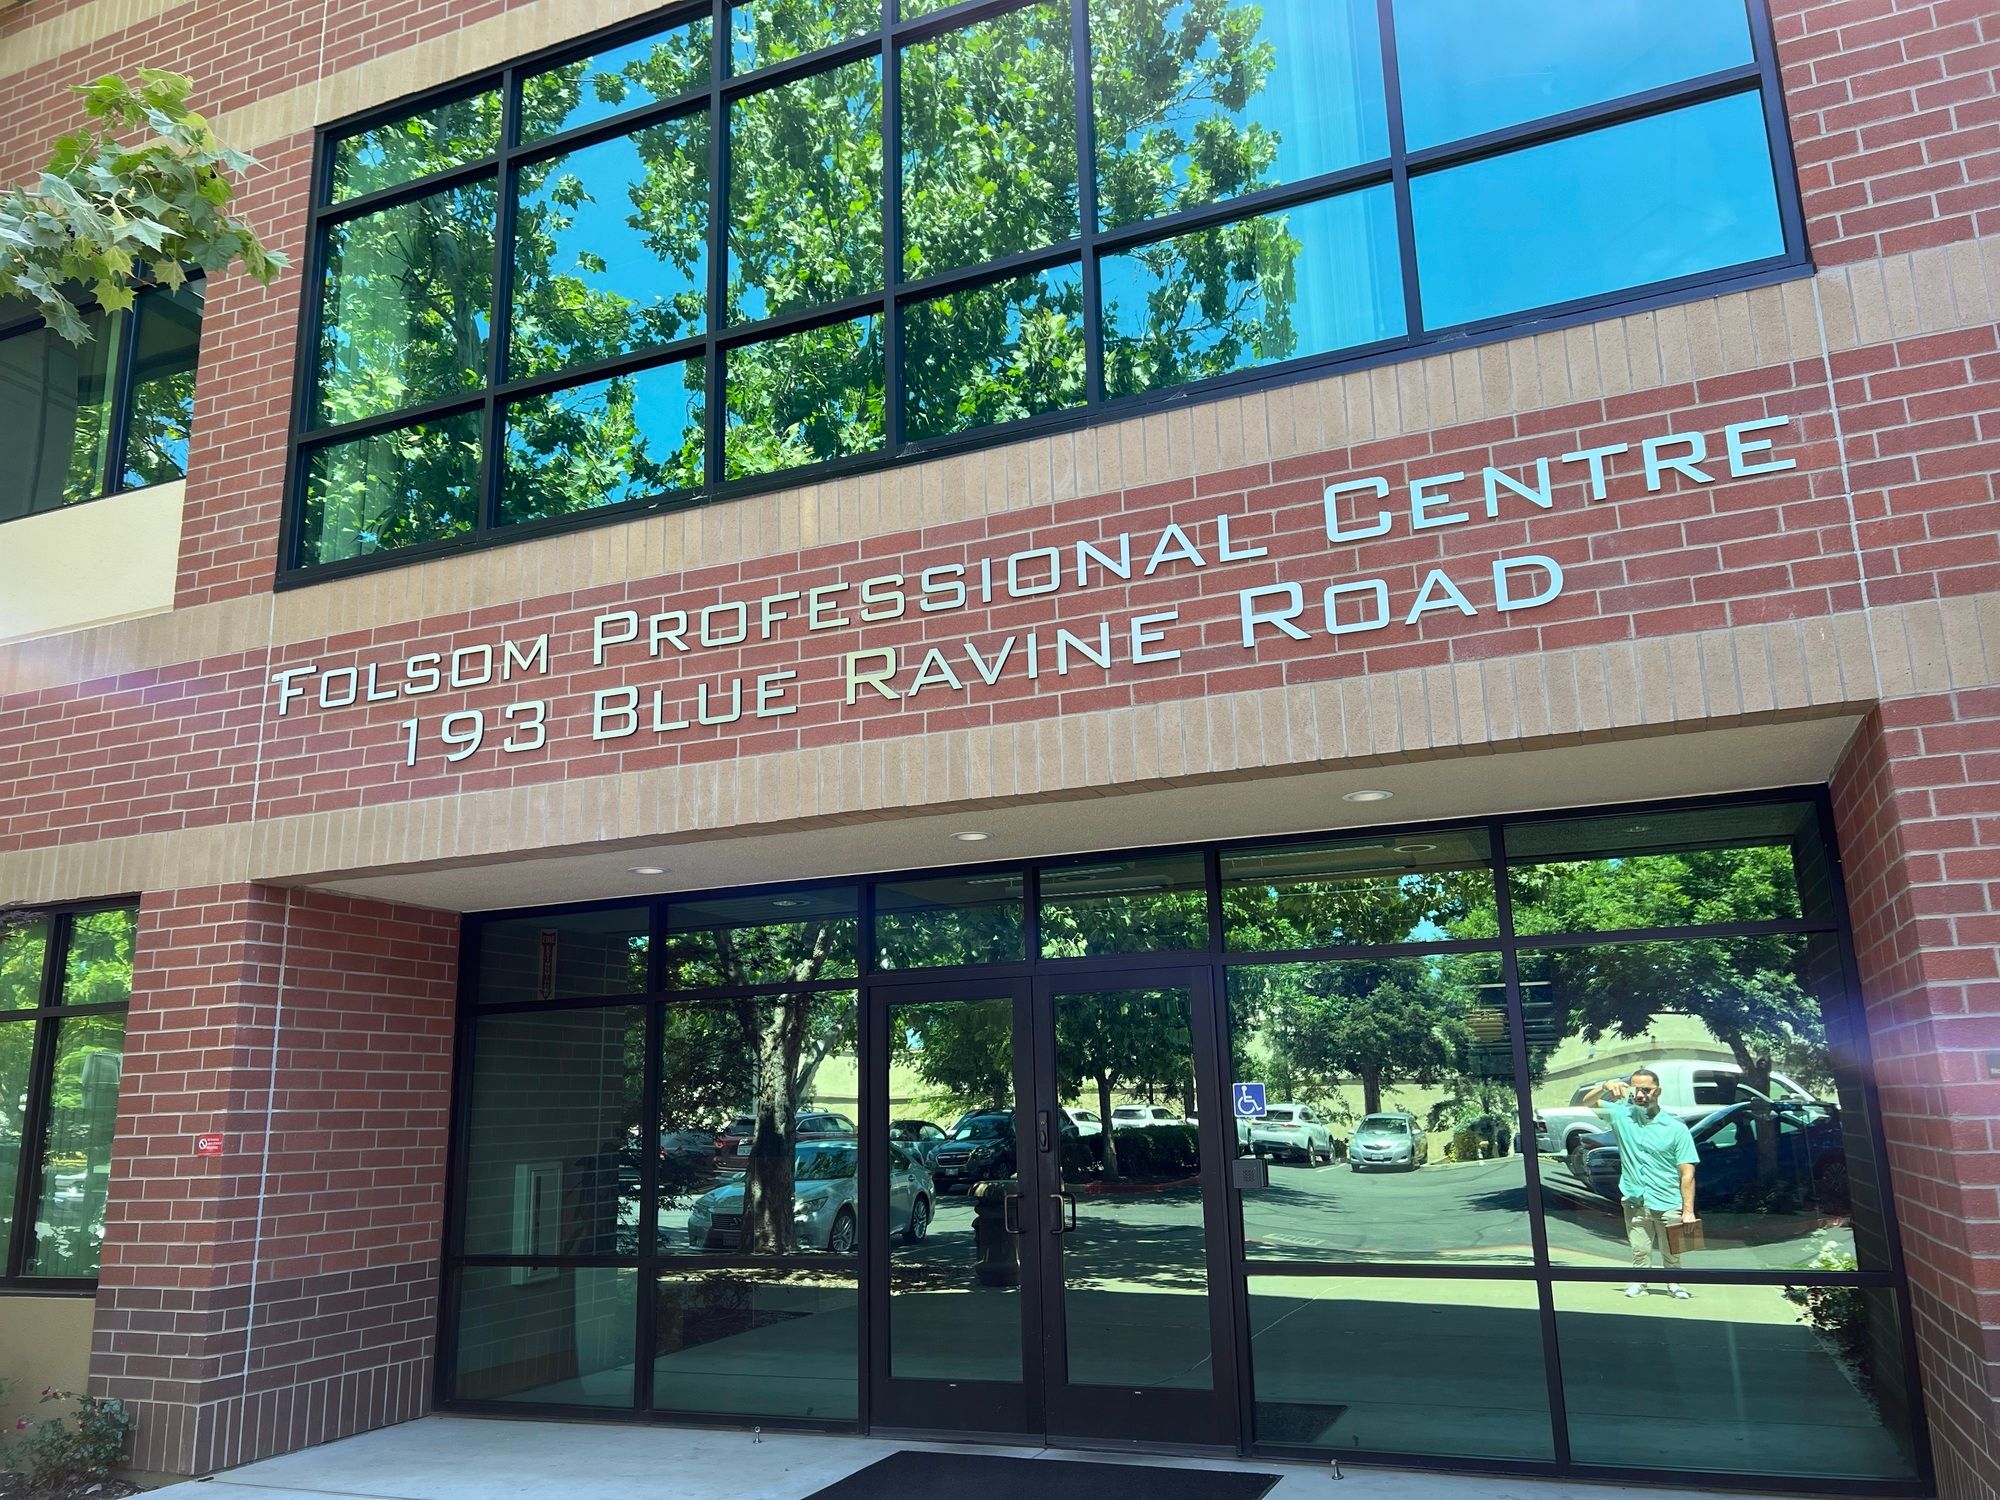 FOLSOM PROFESSIONAL CENTRE
193 BLUE RAVINE ROAD